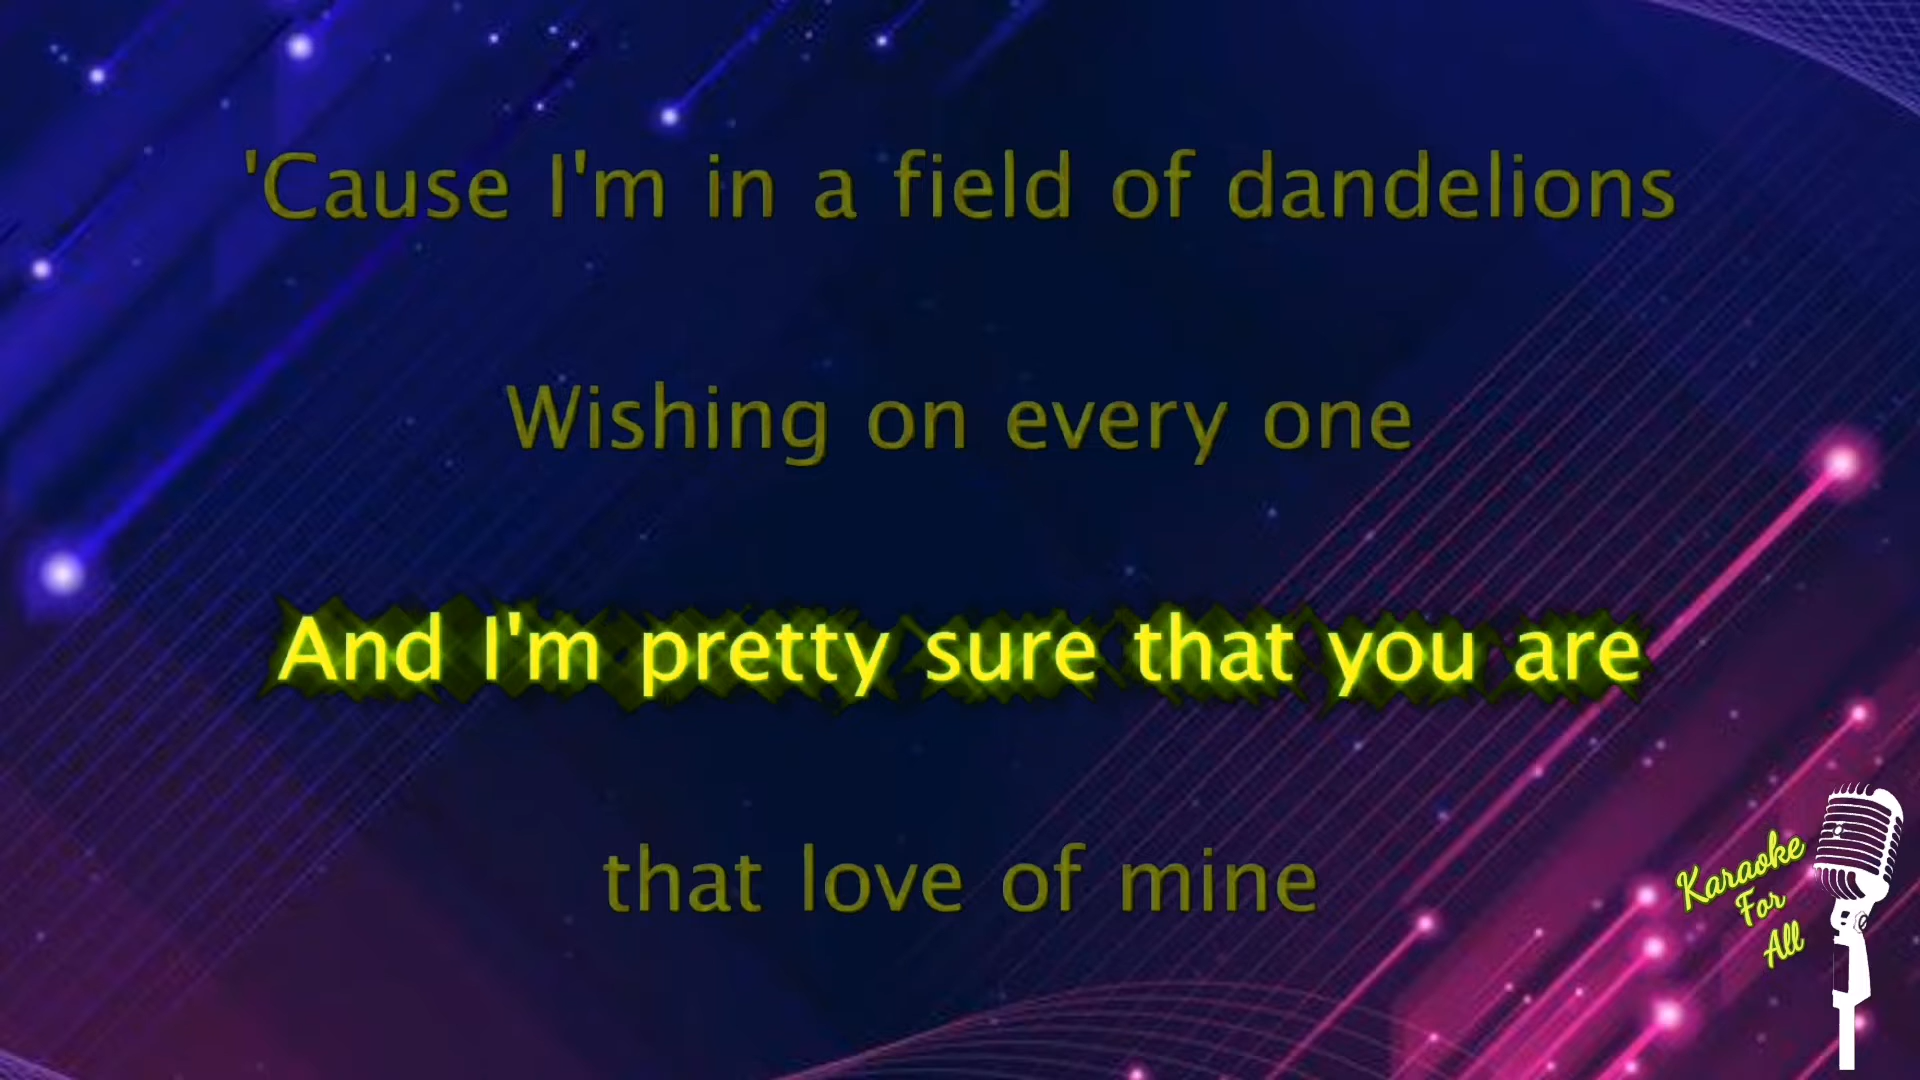 'Cause I'm in a field of dandelions
Wishing on every one
And I'm pretty sure that you are
that love of mine
Karaoke
For
All